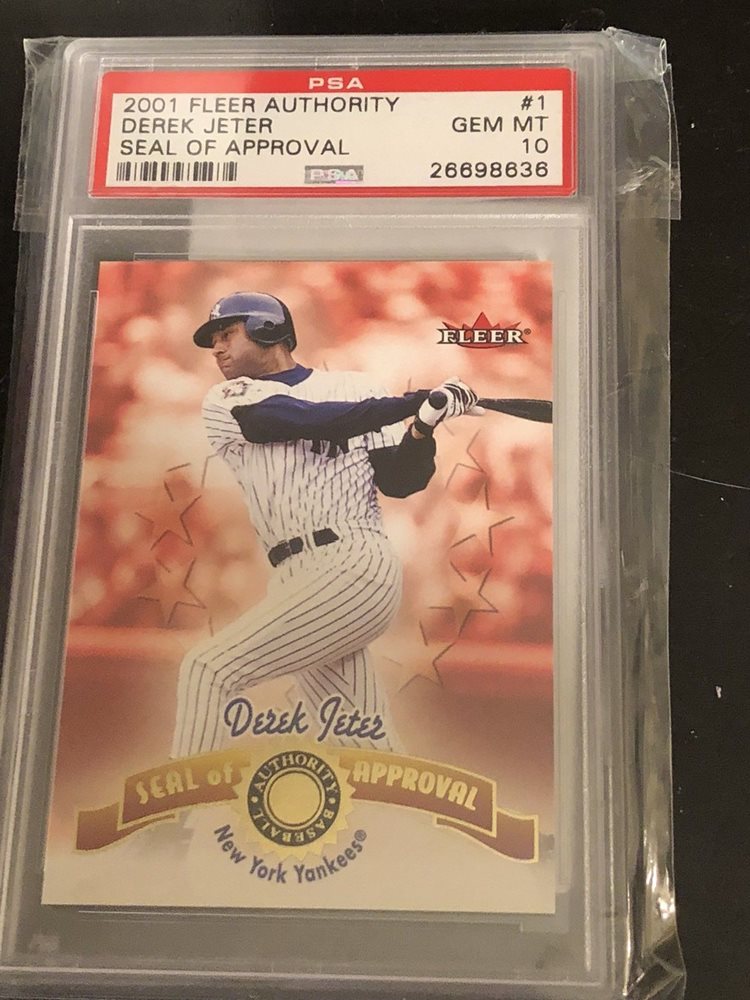 PSA
2001 FLEER AUTHORITY #1
DEREK JETER GEM MT
SEAL OF APPROVAL 10
PSA 26698636
FLEER®
Derek Jeter
SEAL of APPROVAL
AUTHORITY • BASEBALL •
New York Yankees®